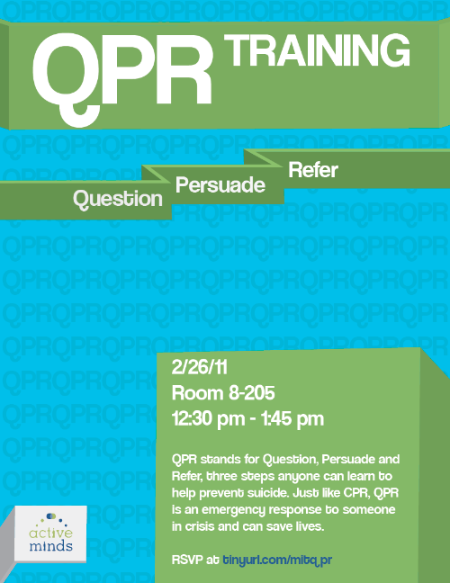 QPR TRAINING
Question
Persuade
Refer
2/26/11
Room 8-205
12:30 pm - 1:45 pm
QPR stands for Question, Persuade and
Refer, three steps anyone can learn to
help prevent suicide. Just like CPR, QPR
is an emergency response to someone
in crisis and can save lives.
RSVP at tinyurl.com/mitq_pr
active
minds